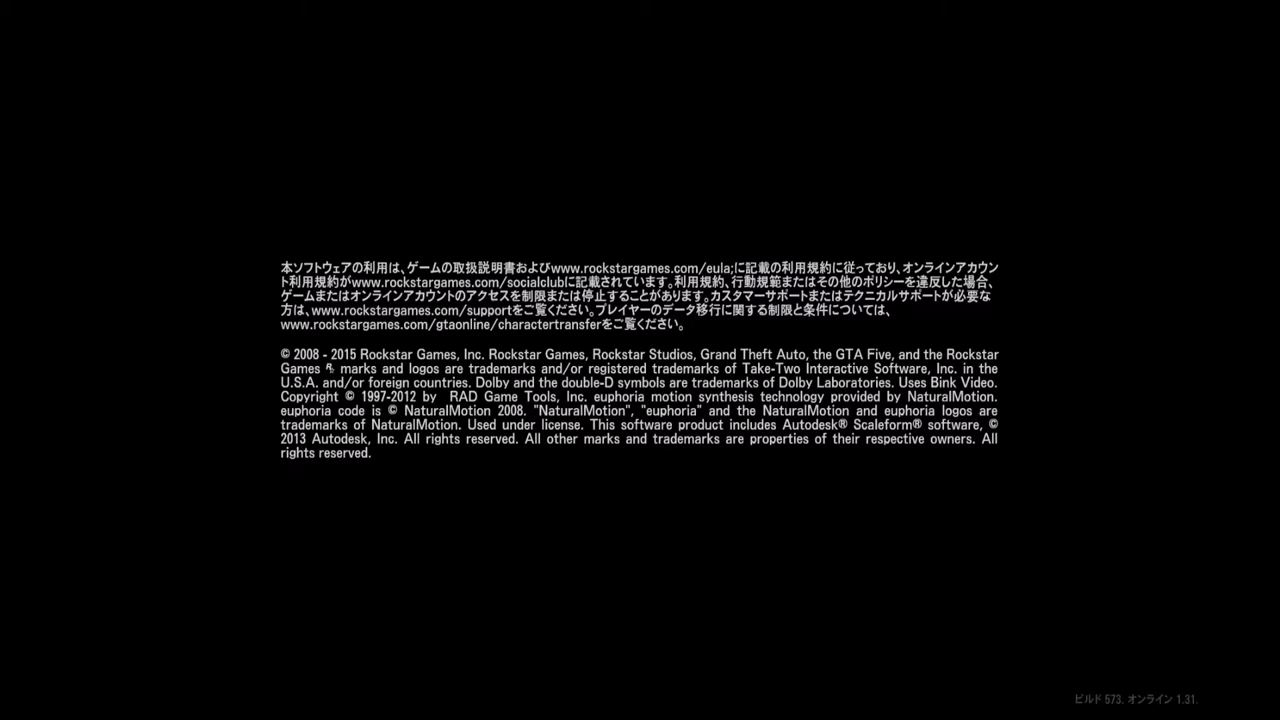 本ソフトウェアの利用は、ゲームの取扱説明書およびwww.rockstargames.com/eula;に記載の利用規約に従っており、オンラインアカウン
ト利用規約がwww.rockstargames.com/socialclubに記載されています。利用規約、行動規範またはその他のポリシーを違反した場合、
ゲームまたはオンラインアカウントのアクセスを制限または停止することがあります。カスタマーサポートまたはテクニカルサポートが必要な
方は、www.rockstargames.com/supportをご覧ください。プレイヤーのデータ移行に関する制限と条件については、
www.rockstargames.com/gtaonline/charactertransferをご覧ください。
© 2008 - 2015 Rockstar Games, Inc. Rockstar Games, Rockstar Studios, Grand Theft Auto, the GTA Five, and the Rockstar
Games R* marks and logos are trademarks and/or registered trademarks of Take-Two Interactive Software, Inc. in the
U.S.A. and/or foreign countries. Dolby and the double-D symbols are trademarks of Dolby Laboratories. Uses Bink Video.
Copyright © 1997-2012 by RAD Game Tools, Inc. euphoria motion synthesis technology provided by NaturalMotion.
euphoria code is © NaturalMotion 2008. "NaturalMotion", "euphoria" and the NaturalMotion and euphoria logos are
trademarks of NaturalMotion. Used under license. This software product includes Autodesk® Scaleform® software, ©
2013 Autodesk, Inc. All rights reserved. All other marks and trademarks are properties of their respective owners. All
rights reserved.
ビルド 573, オンライン 1.31.